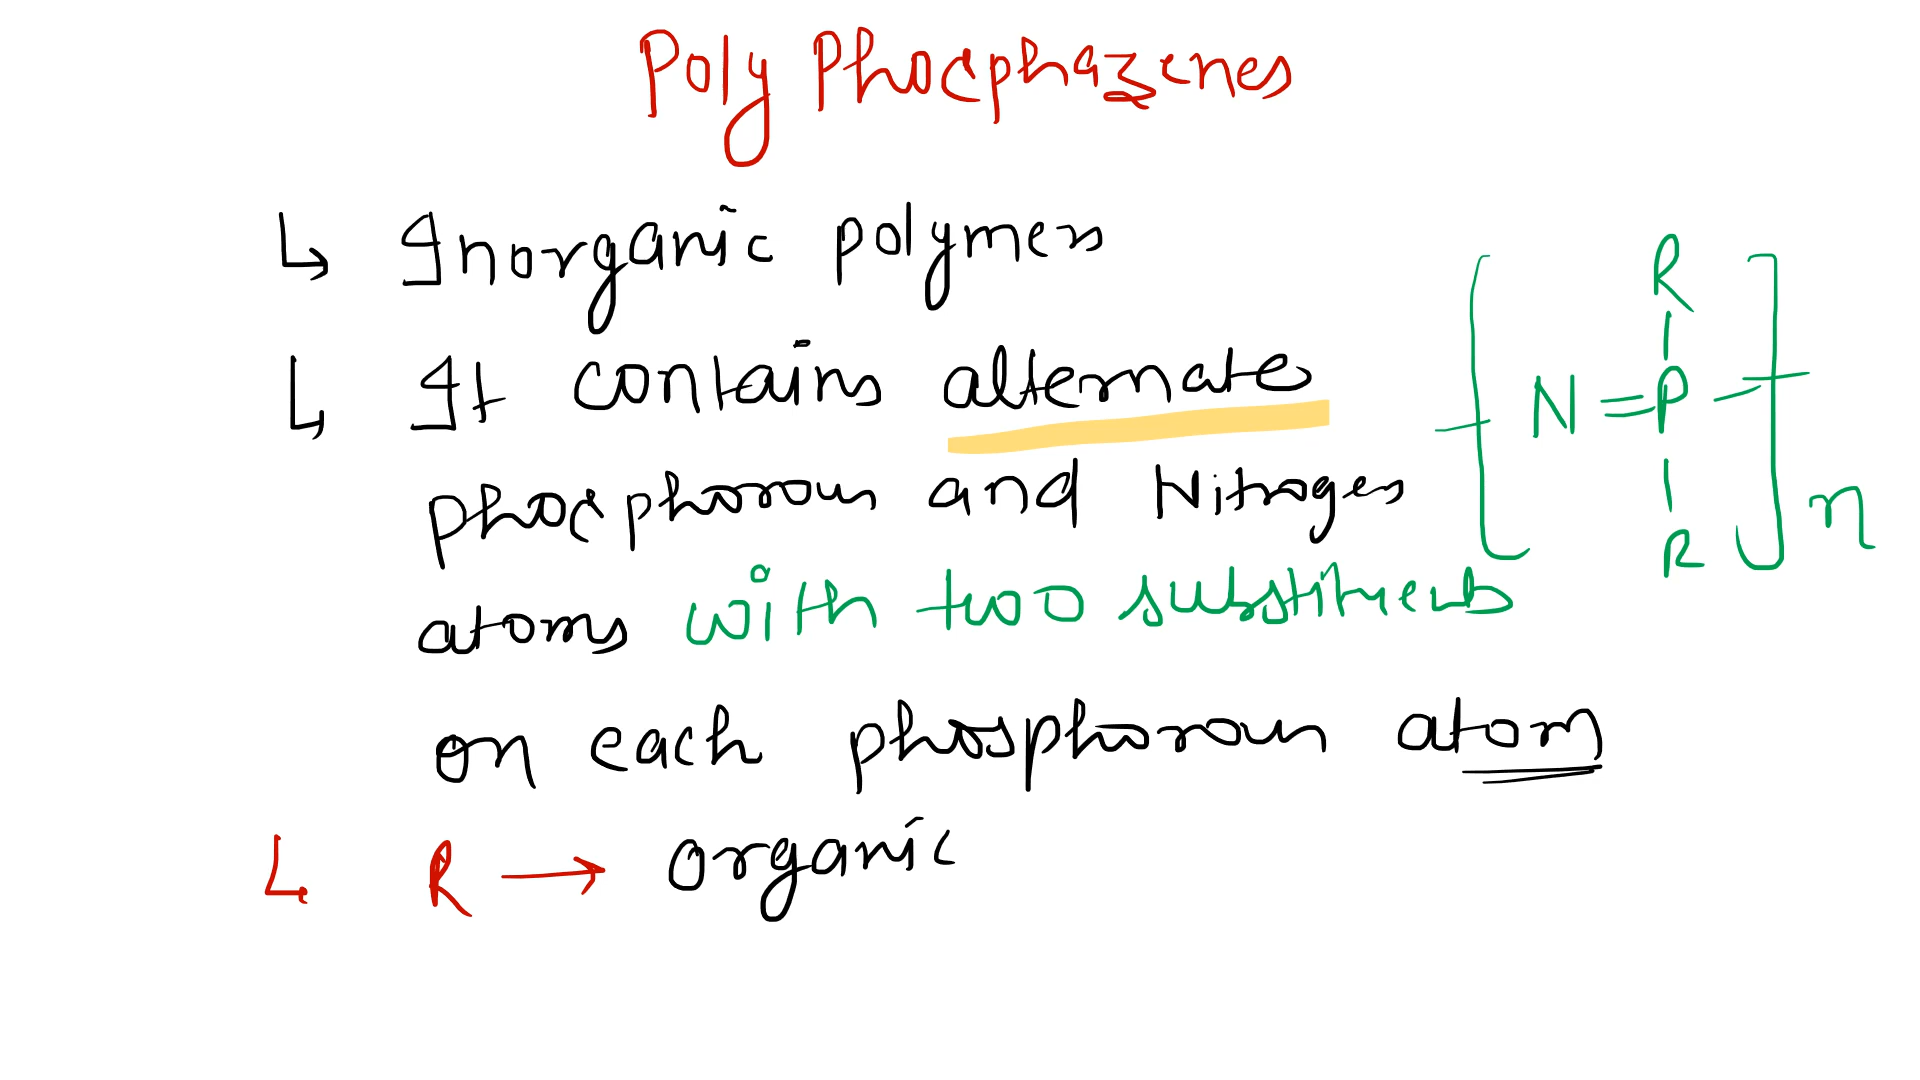 Poly Phosphazenes
↳ Inorganic polymers
↳ It contains alternate
phosphorous and Nitrogen
atoms with two substituents
on each phosphorous atom
↳ R → organic
R
|
[ N = P - ] n
|
R